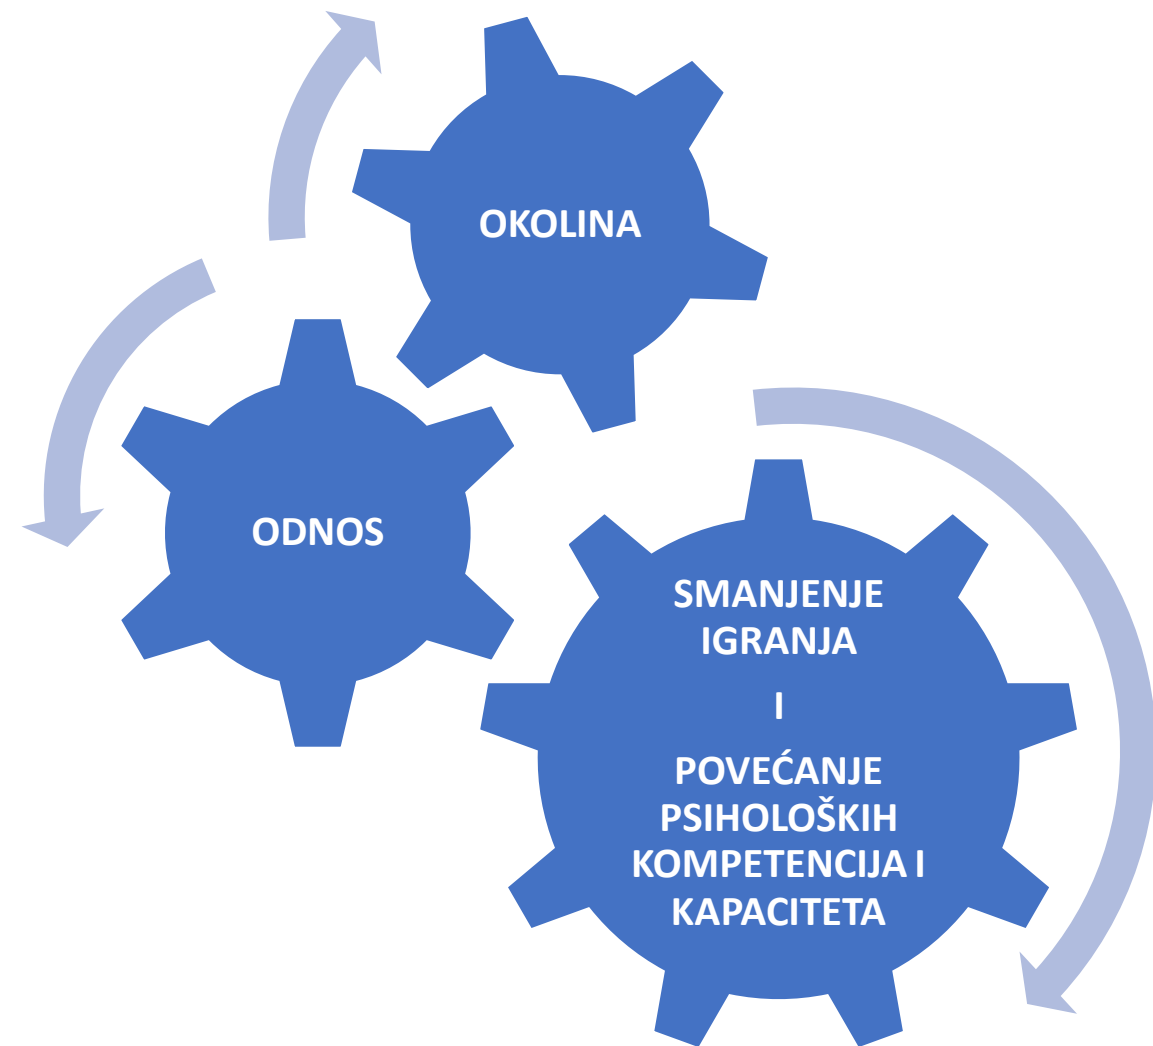 OKOLINA
ODNOS
SMANJENJE
IGRANJA
I
POVEĆANJE
PSIHOLOŠKIH
KOMPETENCIJA I
KAPACITETA